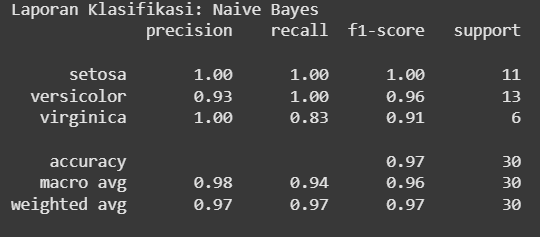 Laporan Klasifikasi: Naive Bayes
precision recall f1-score support
setosa 1.00 1.00 1.00 11
versicolor 0.93 1.00 0.96 13
virginica 1.00 0.83 0.91 6
accuracy 0.97 30
macro avg 0.98 0.94 0.96 30
weighted avg 0.97 0.97 0.97 30